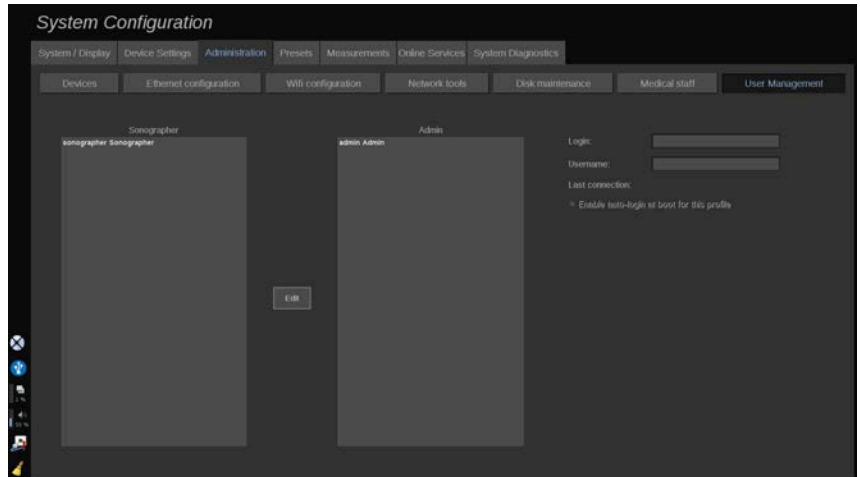 System Configuration
System / Display Device Settings Administration Presets Measurements Online Services System Diagnostics
Devices Ethernet configuration Wifi configuration Network tools Disk maintenance Medical staff User Management
Sonographer Admin
sonographer Sonographer admin Admin
Login:
Username:
Last connection:
Enable auto-login at boot for this profile
Edit